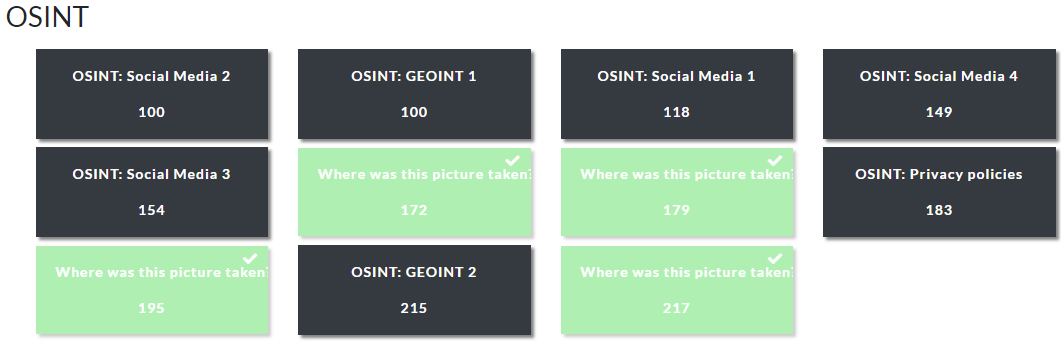 OSINT
OSINT: Social Media 2
100
OSINT: GEOINT 1
100
OSINT: Social Media 1
118
OSINT: Social Media 4
149
OSINT: Social Media 3
154
Where was this picture taken?
172
Where was this picture taken?
179
OSINT: Privacy policies
183
Where was this picture taken?
195
OSINT: GEOINT 2
215
Where was this picture taken?
217